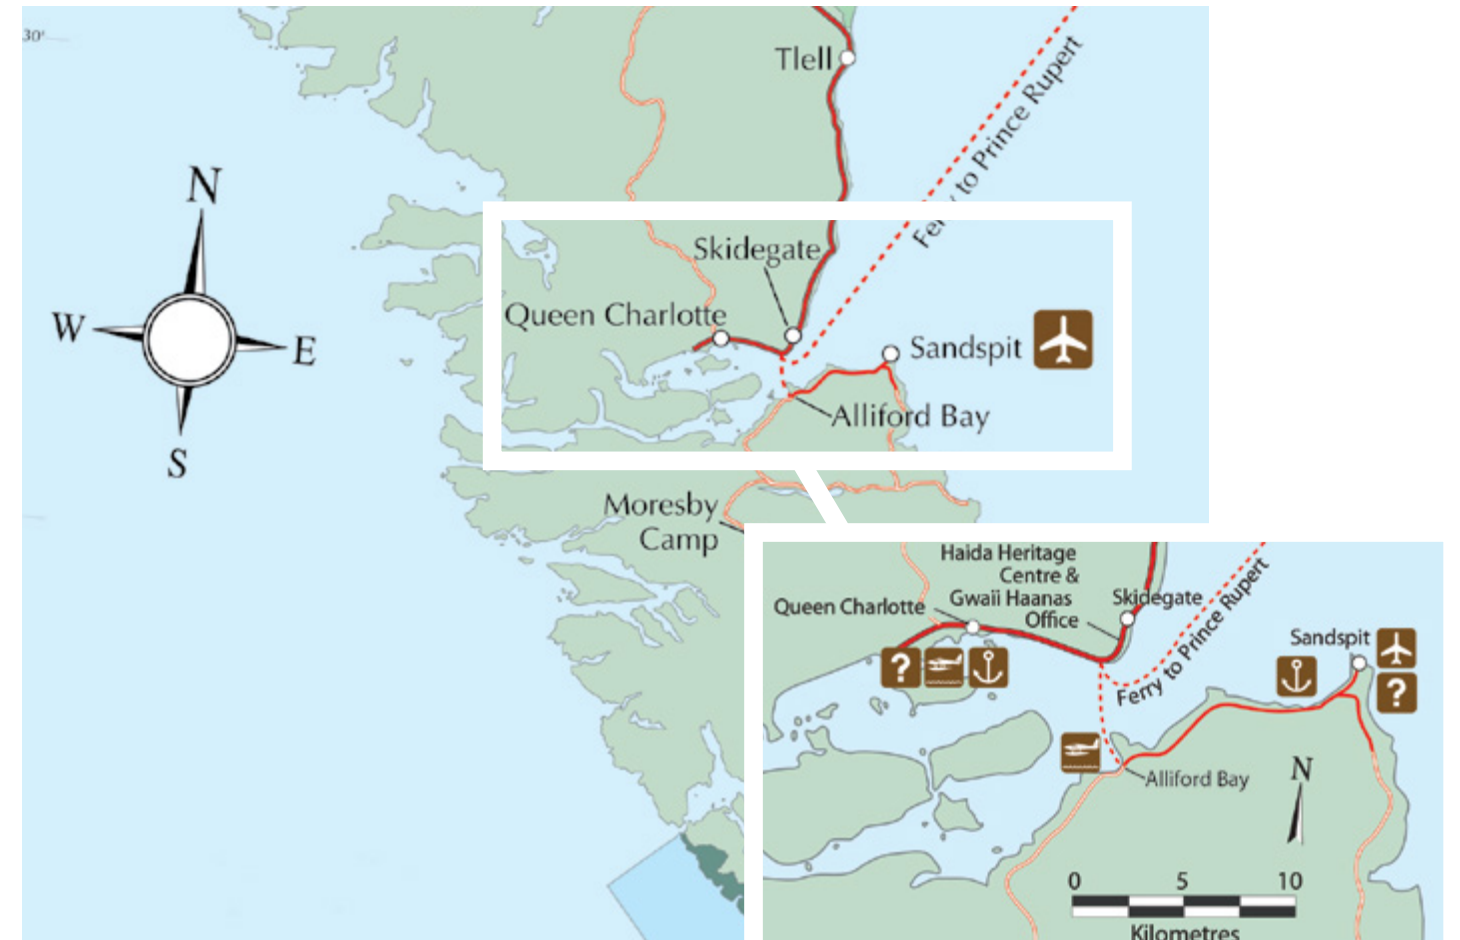 30'
Tlell
Ferry to Prince Rupert
N
W
E
S
Skidegate
Queen Charlotte
Sandspit
Alliford Bay
Moresby
Camp
Haida Heritage
Centre &
Gwaii Haanas
Office
Queen Charlotte
Skidegate
Ferry to Prince Rupert
Sandspit
?
?
Alliford Bay
N
0 5 10
Kilometres